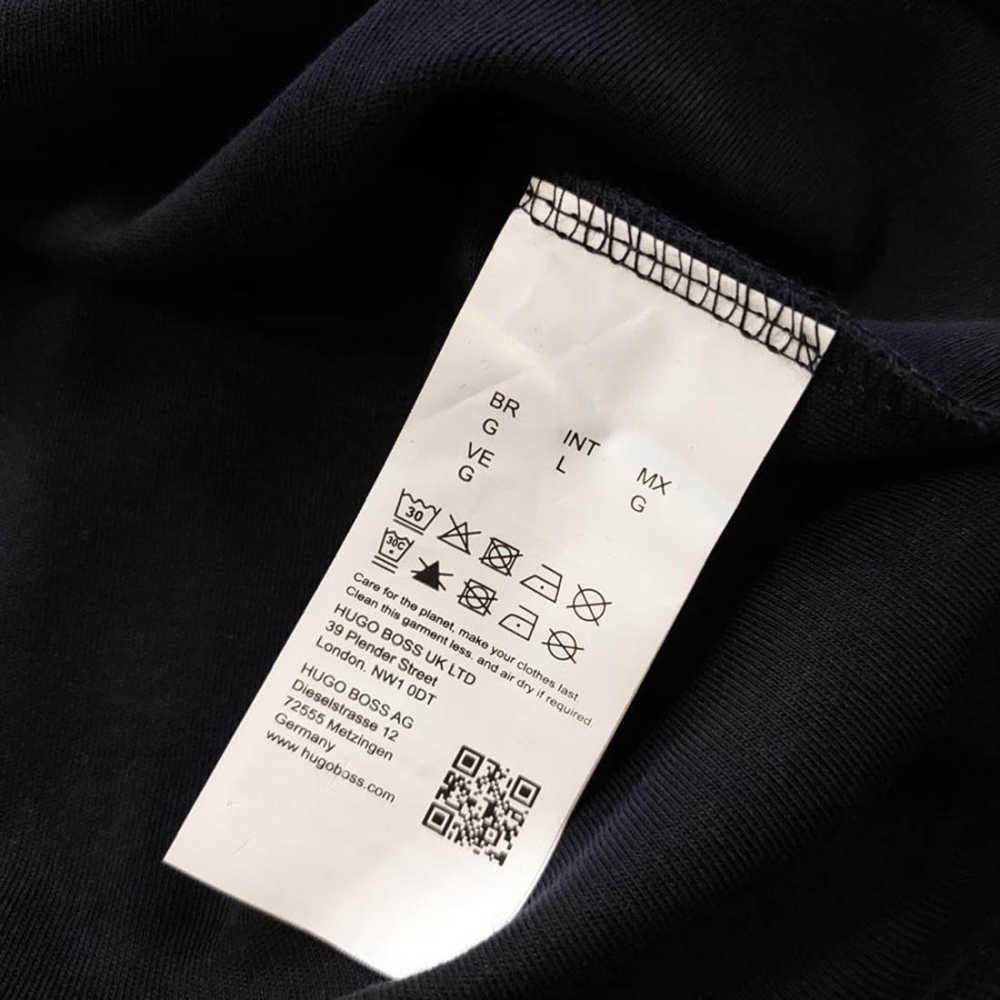 BR
G
INT
L
MX
G
VE
G
30
30C
Care for the planet, make your clothes last.
Clean this garment less. and air dry if required
HUGO BOSS UK LTD
39 Plender Street
London. NW1 0DT
HUGO BOSS AG
Dieselstrasse 12
72555 Metzingen
Germany
www.hugoboss.com